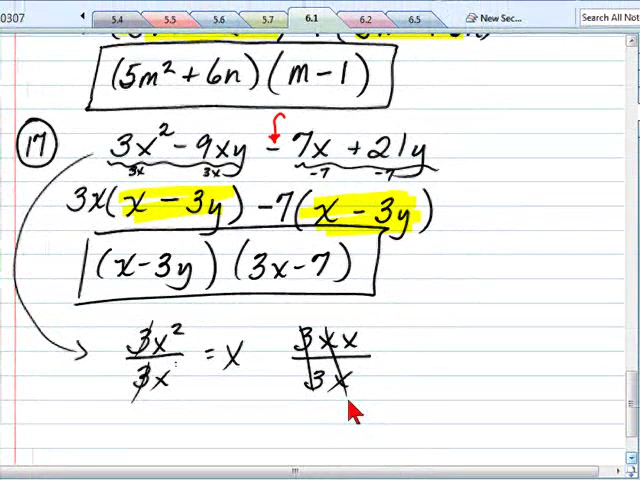 0307 5.4 5.5 5.6 5.7 6.1 6.2 6.5 New Sec... Search All Not
(5m² + 6n)(m - 1)
17 3x² - 9xy - 7x + 21y
3x 3x -7 -7
3x(x - 3y) - 7(x - 3y)
(x - 3y)(3x - 7)
3x² / 3x = x 3xx / 3x